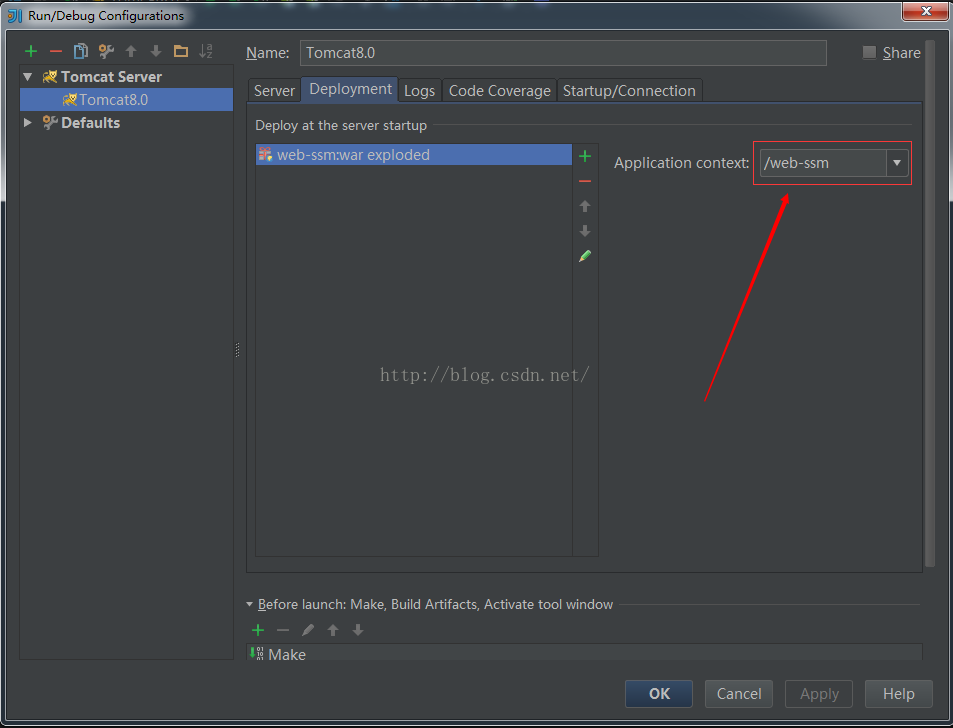 Run/Debug Configurations
Name: Tomcat8.0 Share
Tomcat Server
Tomcat8.0
Defaults
Server Deployment Logs Code Coverage Startup/Connection
Deploy at the server startup
web-ssm:war exploded
Application context: /web-ssm
http://blog.csdn.net/
Before launch: Make, Build Artifacts, Activate tool window
Make
OK Cancel Apply Help